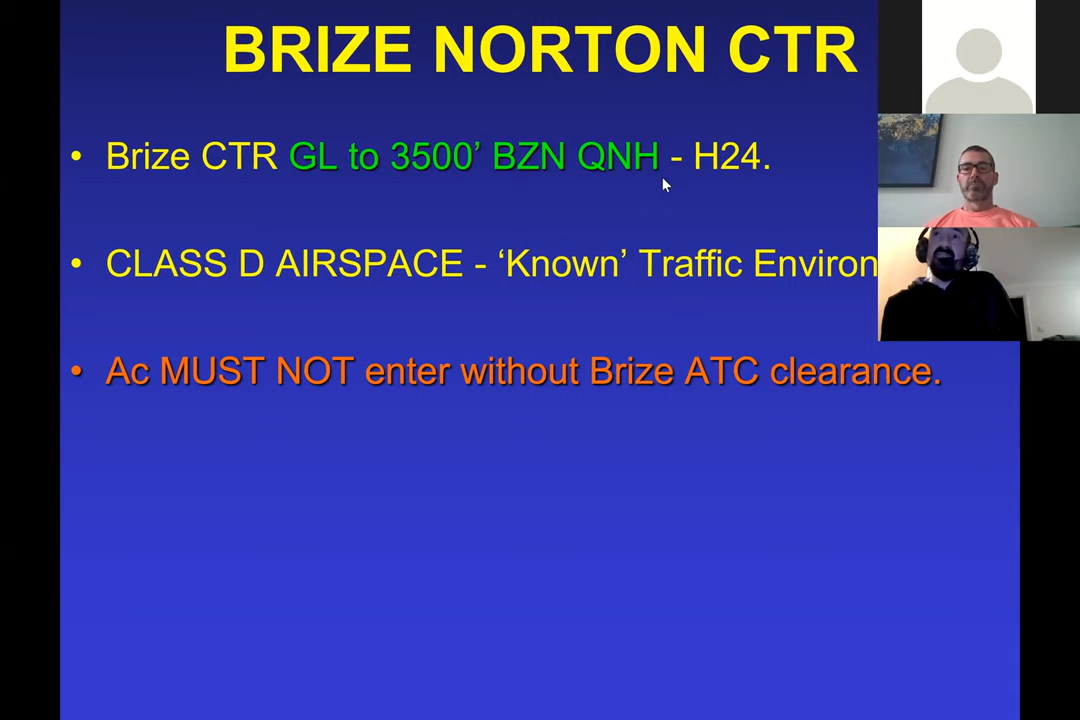 BRIZE NORTON CTR
• Brize CTR GL to 3500’ BZN QNH - H24.
• CLASS D AIRSPACE - ‘Known’ Traffic Environ
• Ac MUST NOT enter without Brize ATC clearance.